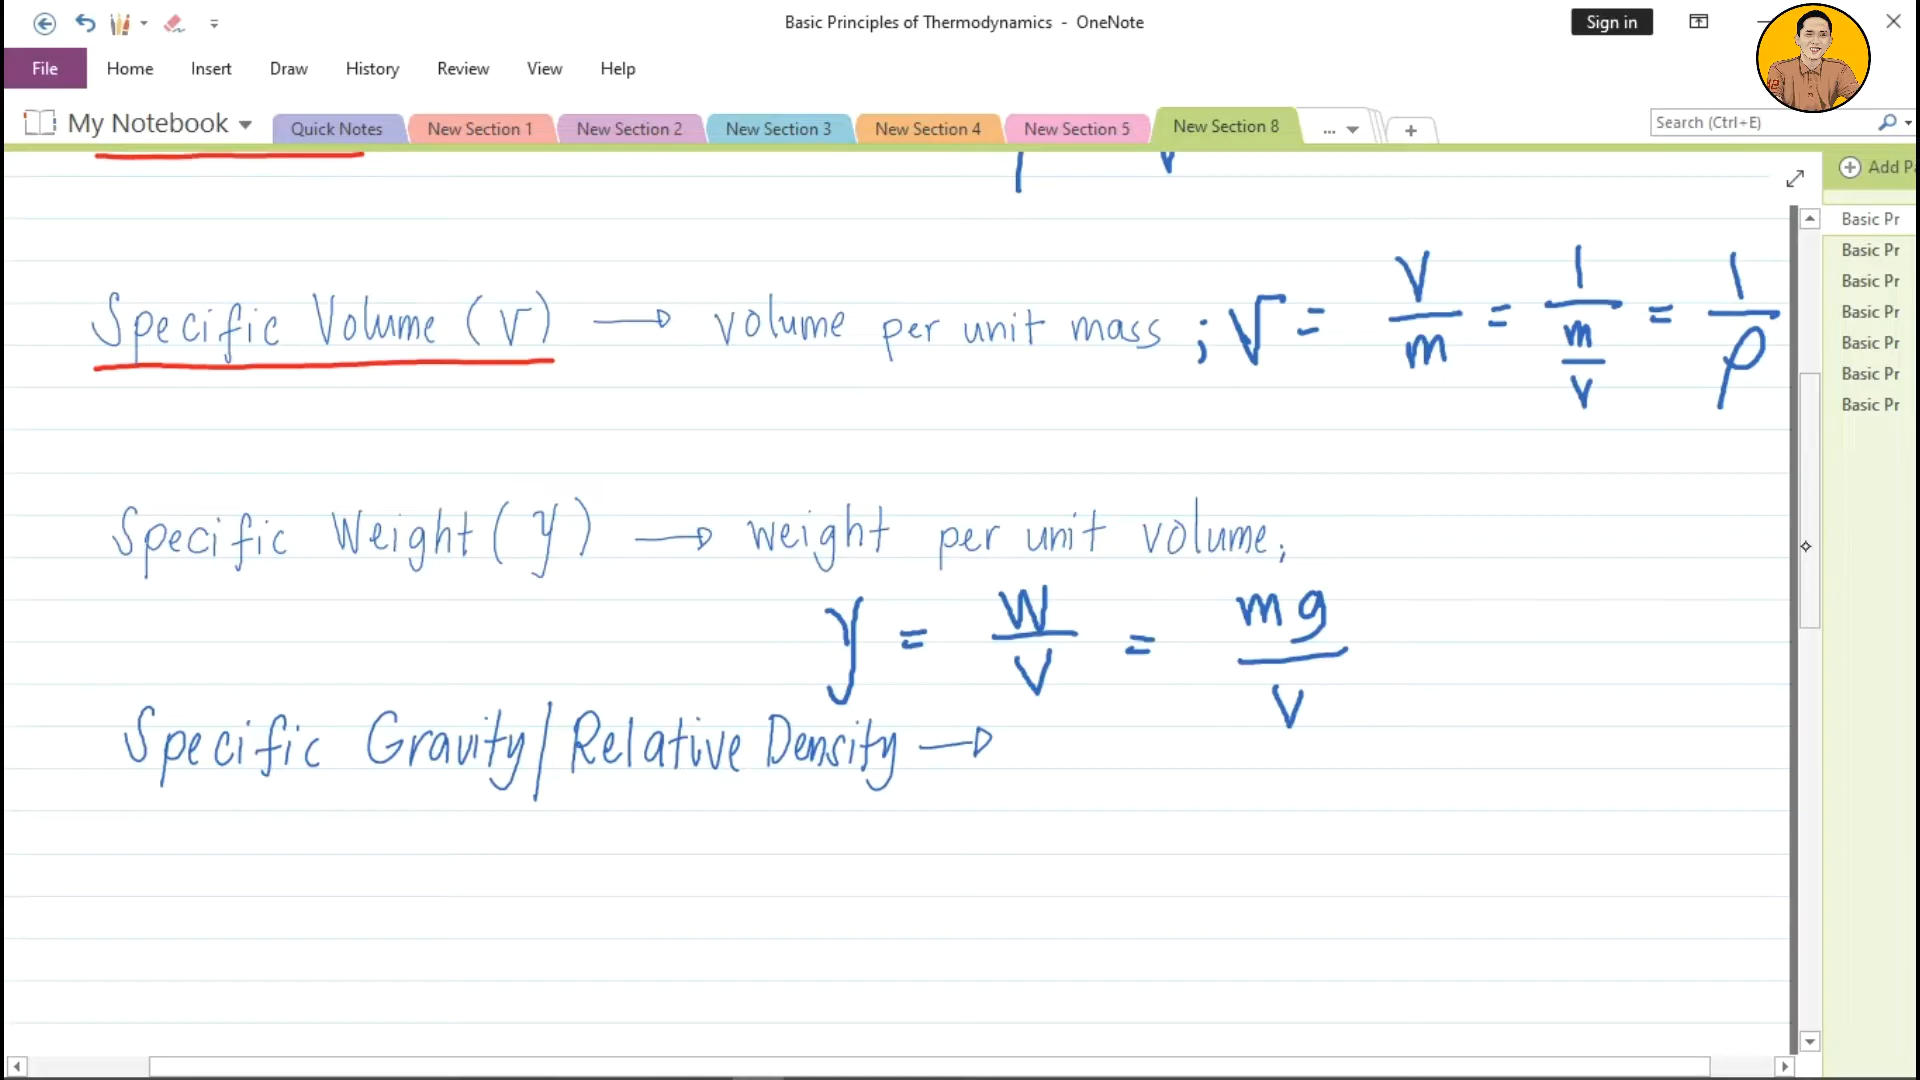 Basic Principles of Thermodynamics - OneNote
Sign in
File Home Insert Draw History Review View Help
My Notebook Quick Notes New Section 1 New Section 2 New Section 3 New Section 4 New Section 5 New Section 8 ... + Search (Ctrl+E)
Add P
Basic Pr
Basic Pr
Basic Pr
Basic Pr
Basic Pr
Basic Pr
Basic Pr
Specific Volume (v) → volume per unit mass ; v = V/m = 1/(m/V) = 1/ρ
Specific Weight (γ) → weight per unit volume;
γ = W/V = mg/V
Specific Gravity/Relative Density →